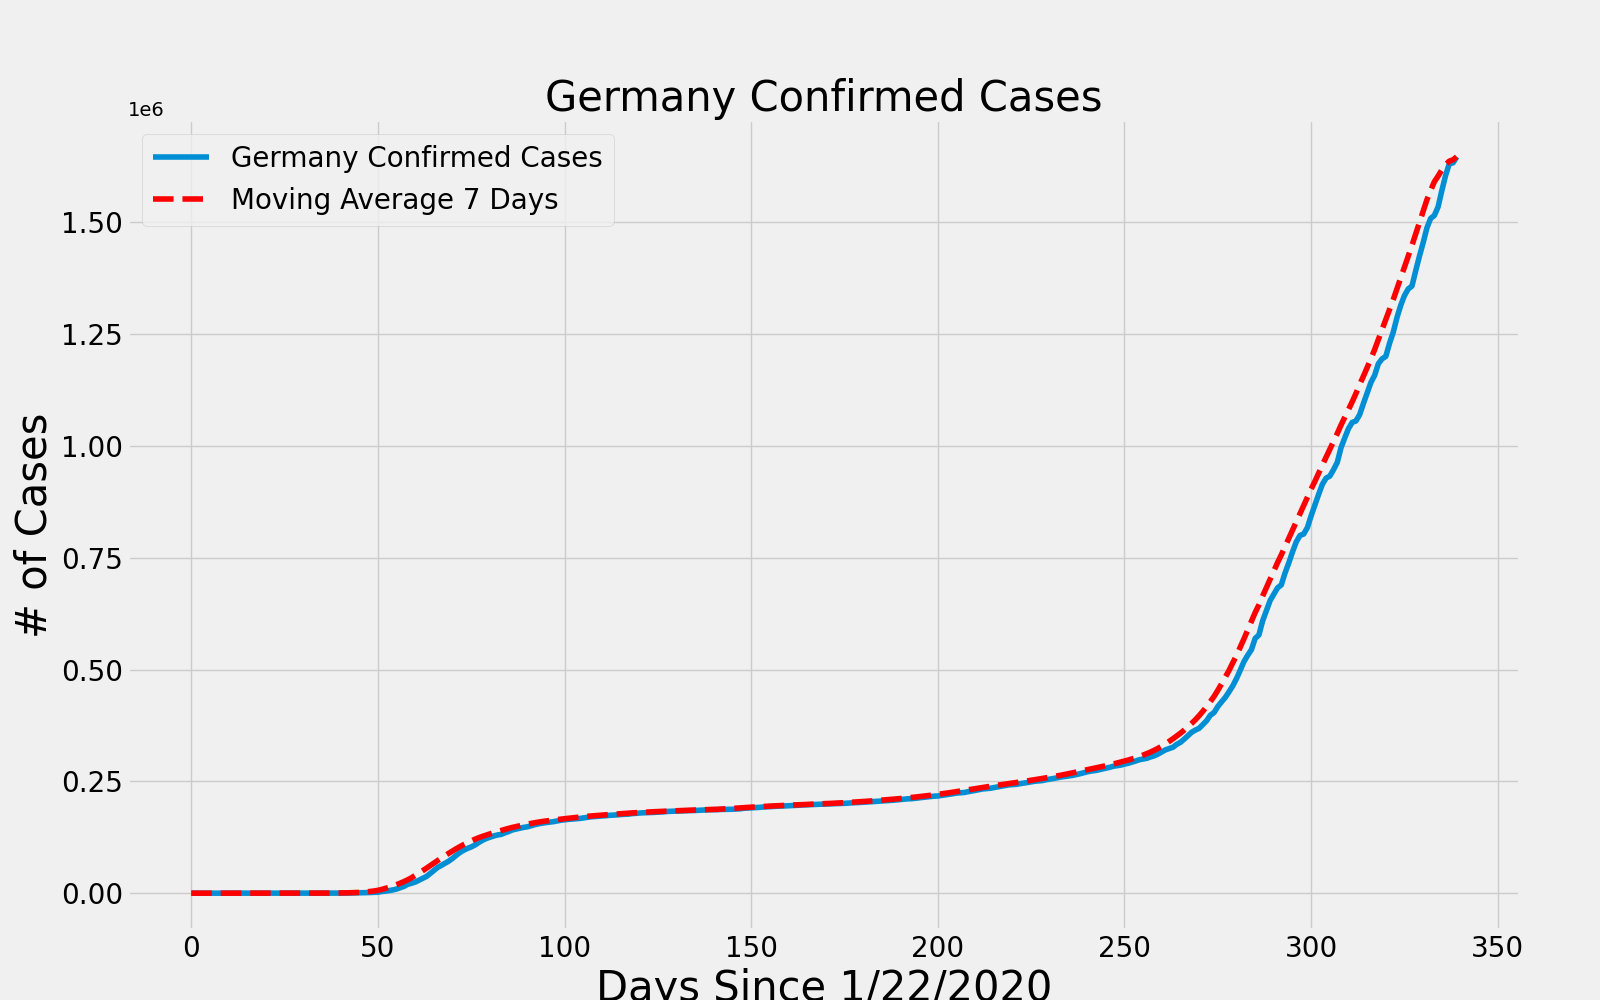 Germany Confirmed Cases
1e6
Germany Confirmed Cases
Moving Average 7 Days
# of Cases
1.50
1.25
1.00
0.75
0.50
0.25
0.00
0 50 100 150 200 250 300 350
Days Since 1/22/2020